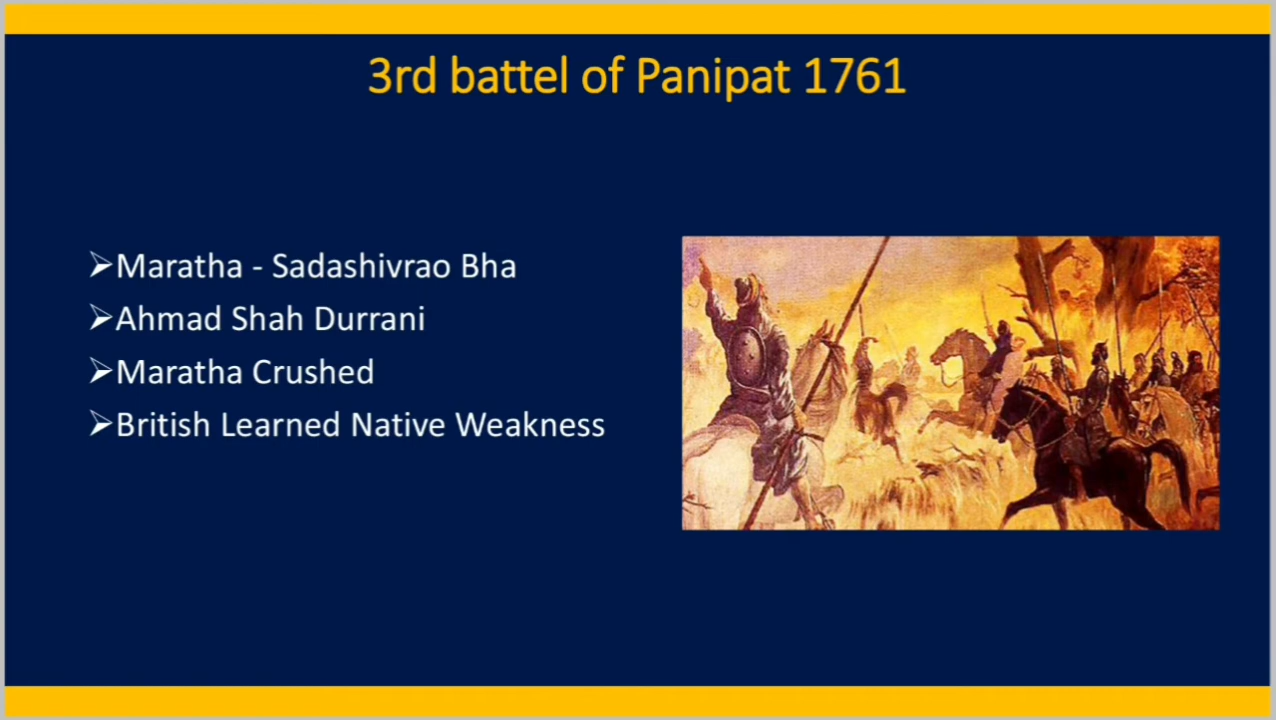 3rd battel of Panipat 1761
➢Maratha - Sadashivrao Bha
➢Ahmad Shah Durrani
➢Maratha Crushed
➢British Learned Native Weakness